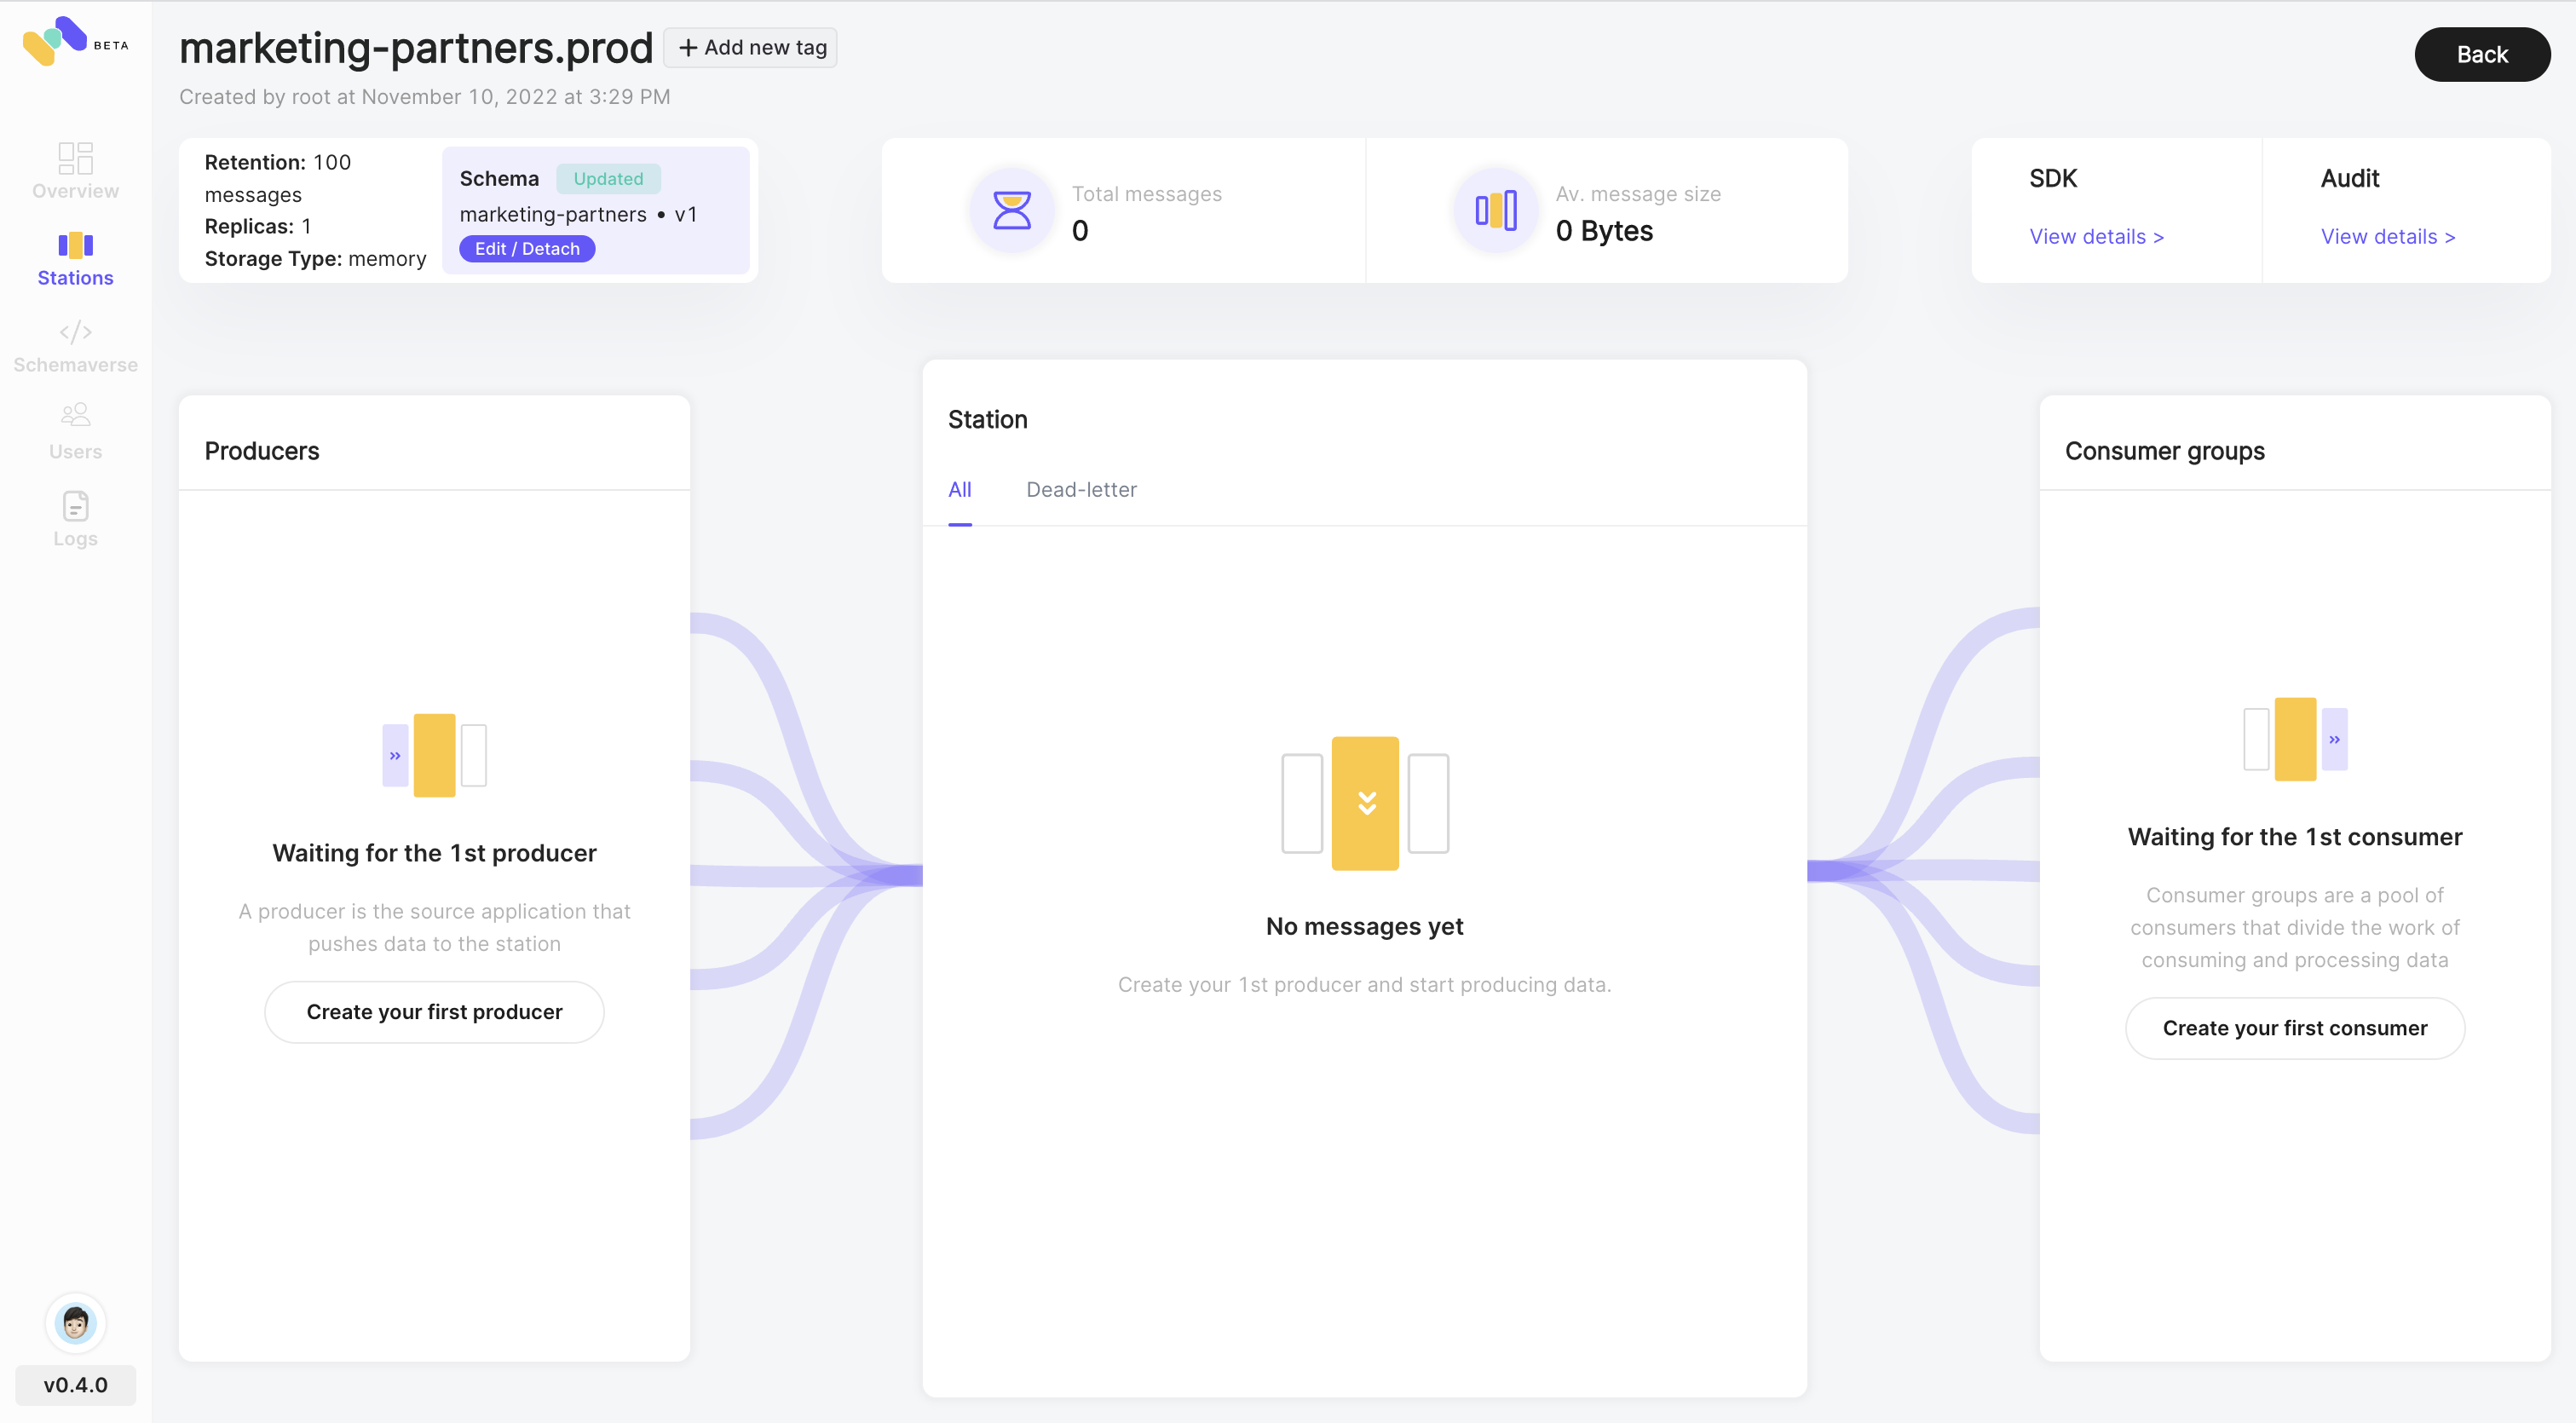 BETA
marketing-partners.prod
+ Add new tag
Back
Created by root at November 10, 2022 at 3:29 PM
Overview
Stations
Schemaverse
Users
Logs
v0.4.0
Retention: 100
messages
Replicas: 1
Storage Type: memory
Schema Updated
marketing-partners • v1
Edit / Detach
Total messages
0
Av. message size
0 Bytes
SDK
View details >
Audit
View details >
Producers
Waiting for the 1st producer
A producer is the source application that
pushes data to the station
Create your first producer
Station
All Dead-letter
No messages yet
Create your 1st producer and start producing data.
Consumer groups
Waiting for the 1st consumer
Consumer groups are a pool of
consumers that divide the work of
consuming and processing data
Create your first consumer